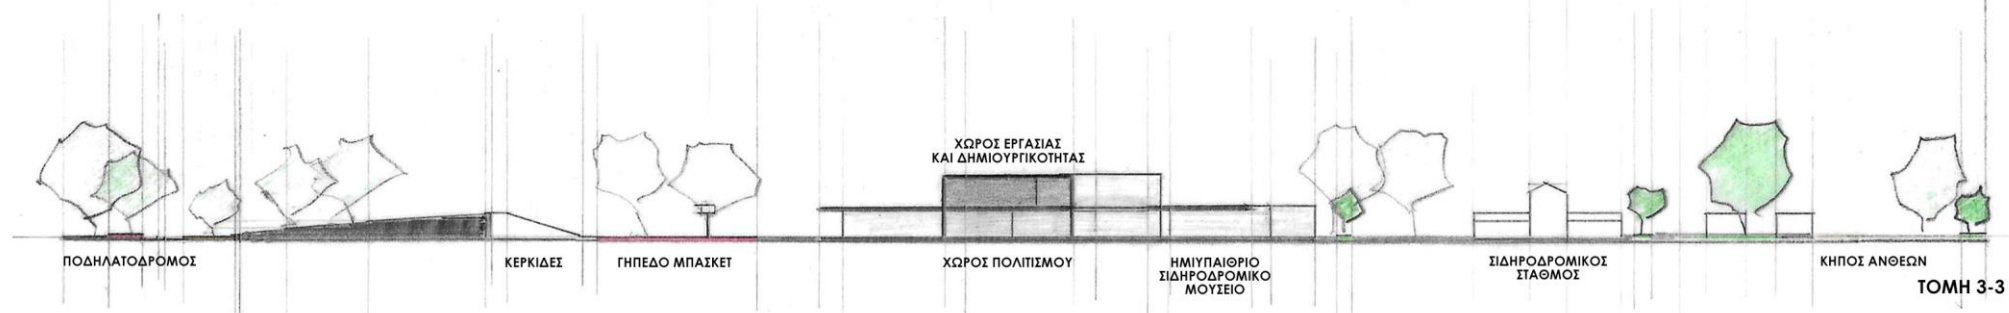 ΧΩΡΟΣ ΕΡΓΑΣΙΑΣ
ΚΑΙ ΔΗΜΙΟΥΡΓΙΚΟΤΗΤΑΣ
ΠΟΔΗΛΑΤΟΔΡΟΜΟΣ
ΚΕΡΚΙΔΕΣ
ΓΗΠΕΔΟ ΜΠΑΣΚΕΤ
ΧΩΡΟΣ ΠΟΛΙΤΙΣΜΟΥ
ΗΜΙΥΠΑΙΘΡΙΟ
ΣΙΔΗΡΟΔΡΟΜΙΚΟ
ΜΟΥΣΕΙΟ
ΣΙΔΗΡΟΔΡΟΜΙΚΟΣ
ΣΤΑΘΜΟΣ
ΚΗΠΟΣ ΑΝΘΕΩΝ
ΤΟΜΗ 3-3